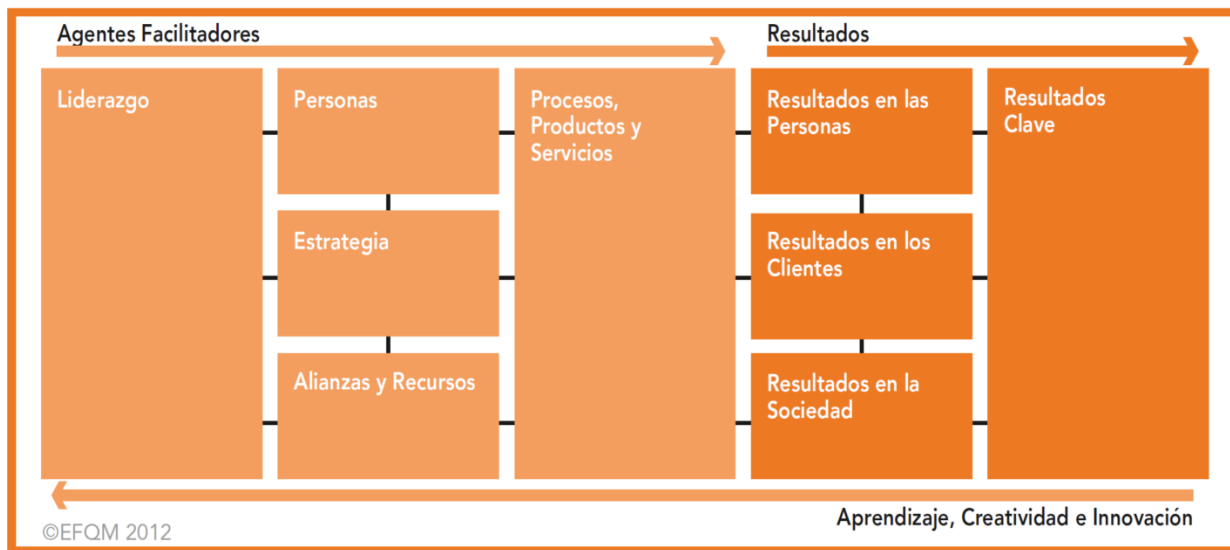 Agentes Facilitadores
Resultados
Liderazgo
Personas
Procesos,
Productos y
Servicios
Resultados en las
Personas
Resultados
Clave
Estrategia
Resultados en los
Clientes
Alianzas y Recursos
Resultados en la
Sociedad
Aprendizaje, Creatividad e Innovación
©EFQM 2012